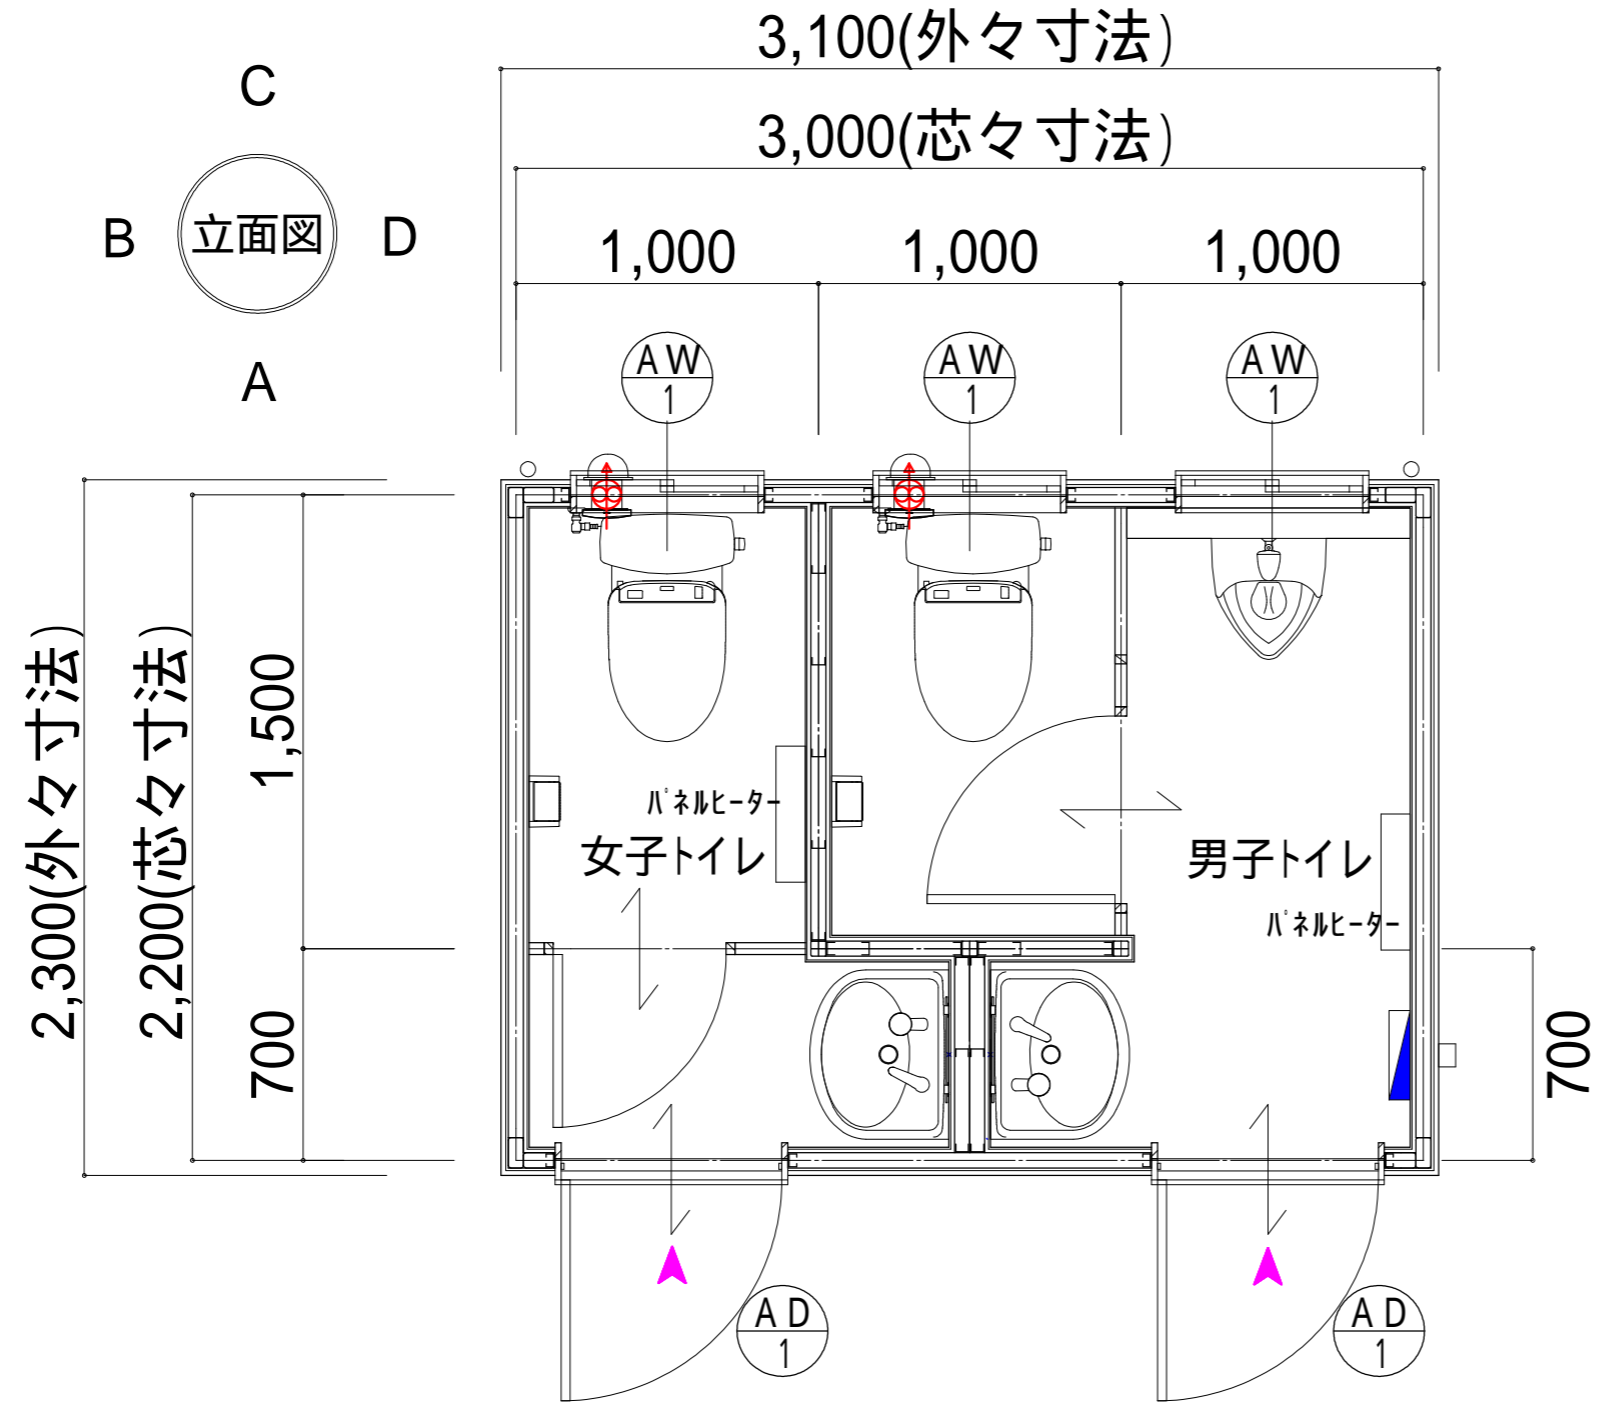 3,100(外々寸法)
C
3,000(芯々寸法)
B
立面図
D
1,000
1,000
1,000
A
AW
1
AW
1
AW
1
2,300(外々寸法)
2,200(芯々寸法)
1,500
700
パネルヒーター
女子トイレ
男子トイレ
パネルヒーター
700
AD
1
AD
1